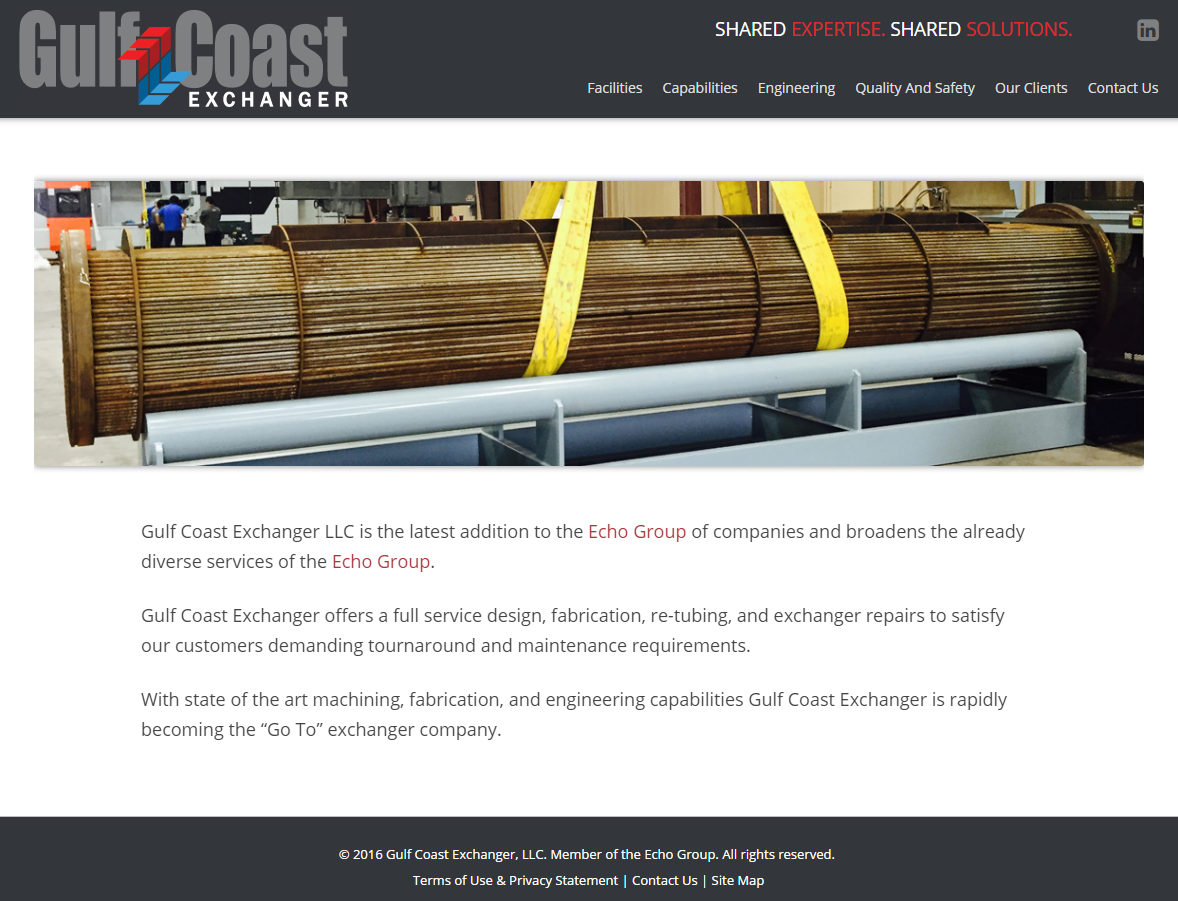 Gulf Coast
EXCHANGER
SHARED EXPERTISE. SHARED SOLUTIONS.
in
Facilities Capabilities Engineering Quality And Safety Our Clients Contact Us
Gulf Coast Exchanger LLC is the latest addition to the Echo Group of companies and broadens the already
diverse services of the Echo Group.
Gulf Coast Exchanger offers a full service design, fabrication, re-tubing, and exchanger repairs to satisfy
our customers demanding tournaround and maintenance requirements.
With state of the art machining, fabrication, and engineering capabilities Gulf Coast Exchanger is rapidly
becoming the “Go To” exchanger company.
© 2016 Gulf Coast Exchanger, LLC. Member of the Echo Group. All rights reserved.
Terms of Use & Privacy Statement | Contact Us | Site Map